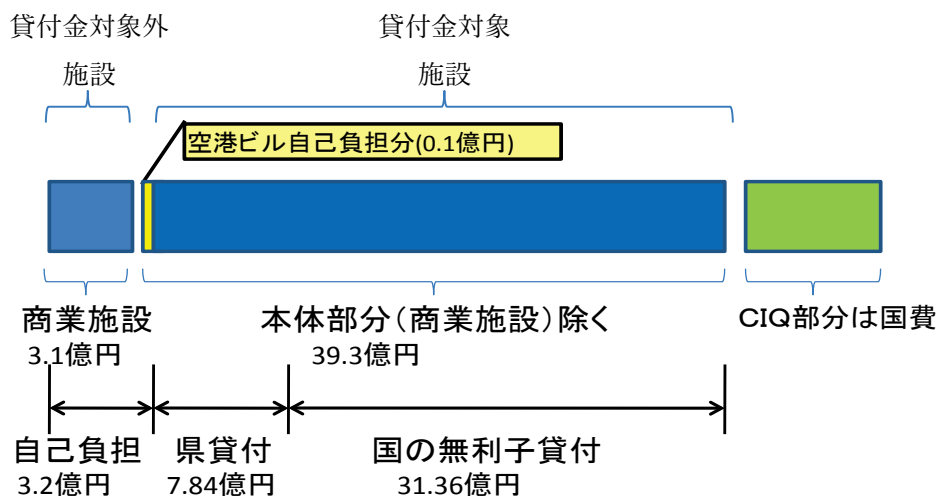 貸付金対象外
施設
貸付金対象
施設
空港ビル自己負担分(0.1億円)
商業施設
3.1億円
本体部分(商業施設)除く
39.3億円
CIQ部分は国費
自己負担
3.2億円
県貸付
7.84億円
国の無利子貸付
31.36億円